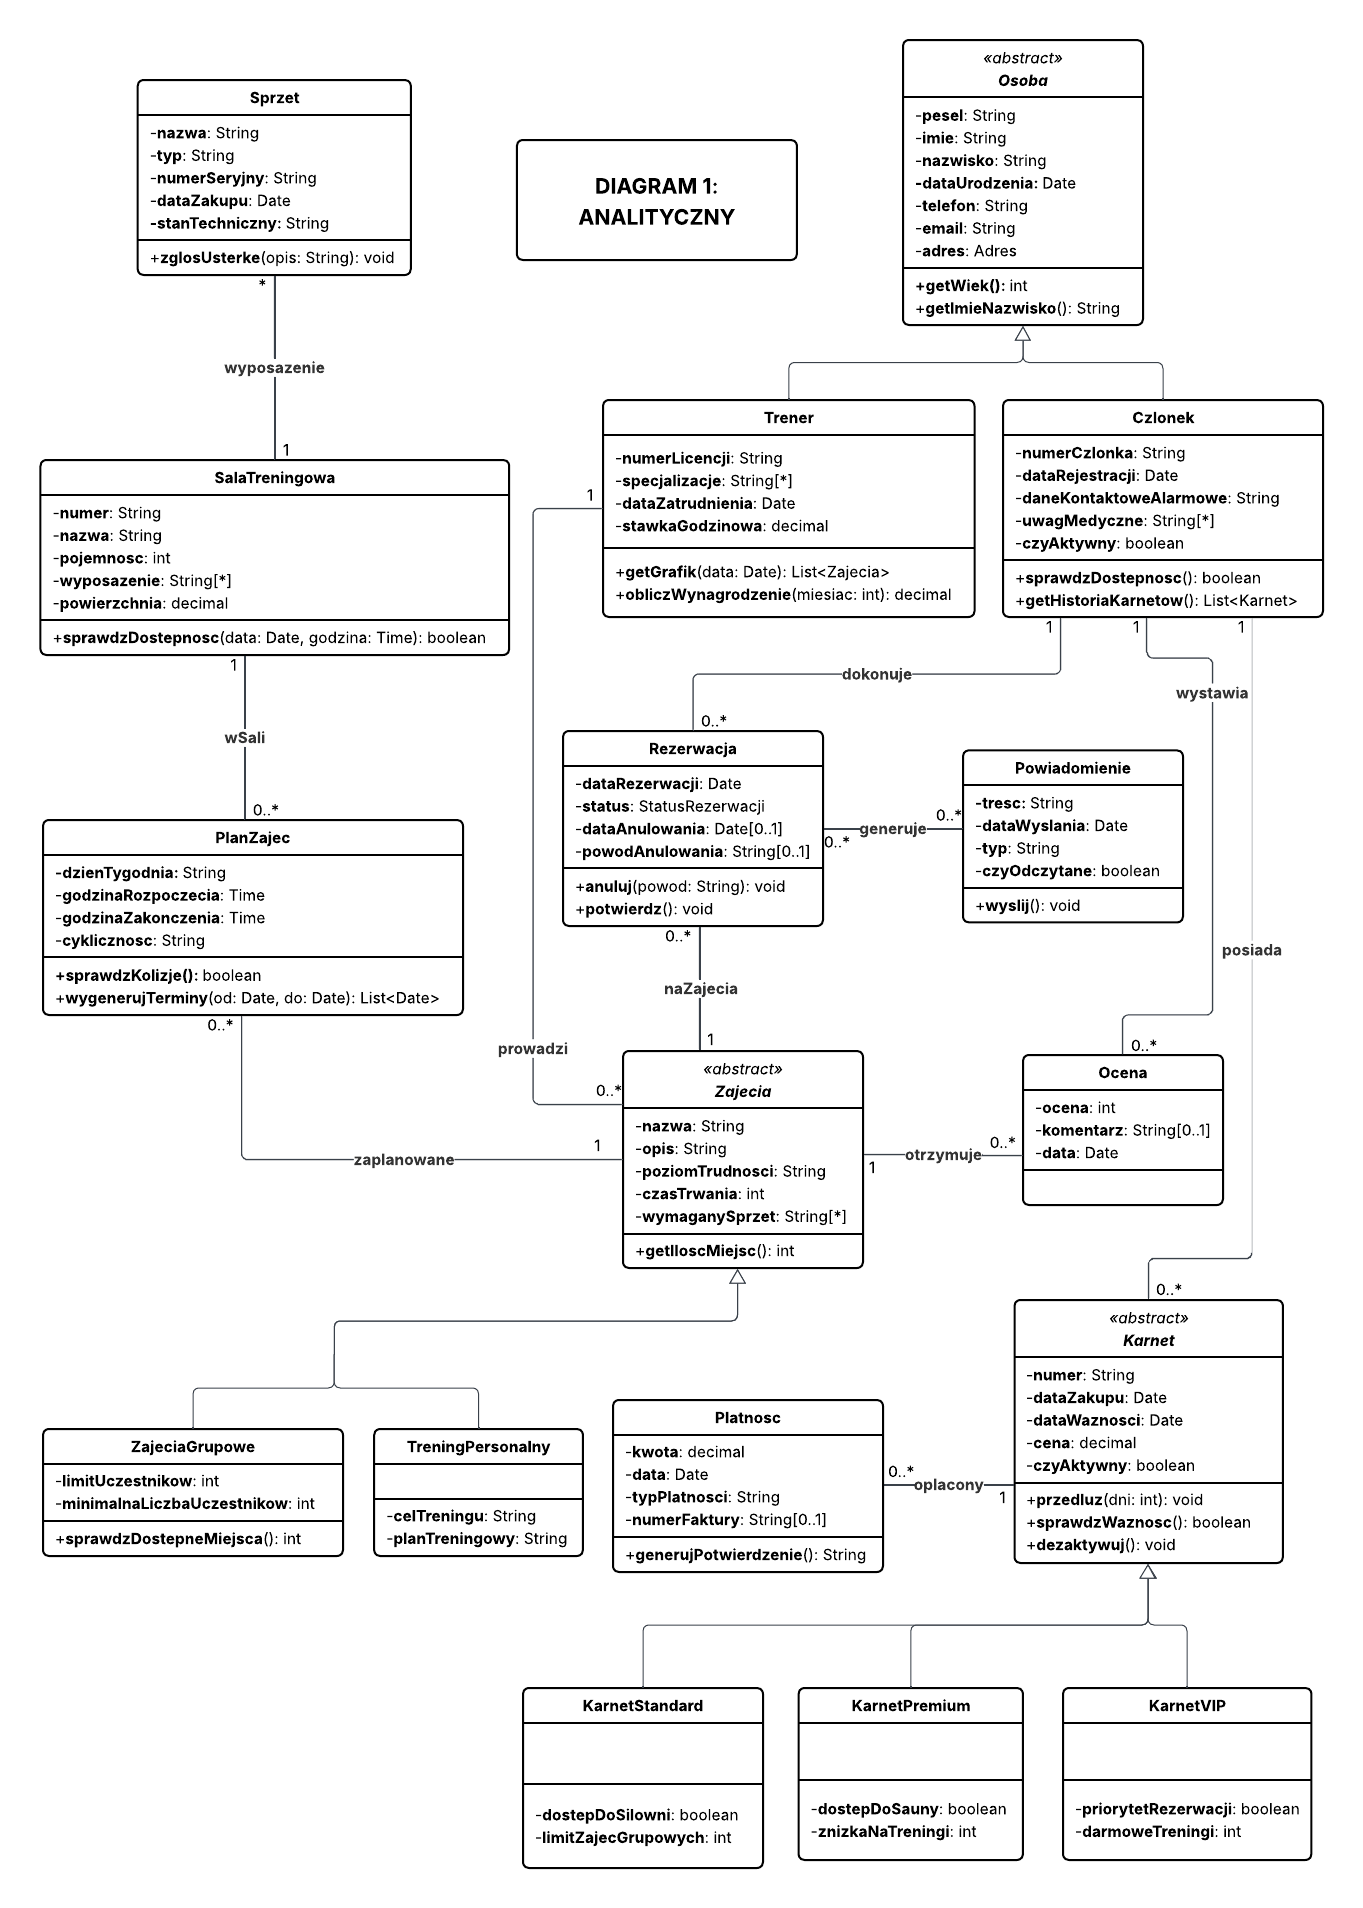 «abstract»
Osoba
-pesel: String
-imie: String
-nazwisko: String
-dataUrodzenia: Date
-telefon: String
-email: String
-adres: Adres
+getWiek(): int
+getImieNazwisko(): String
Sprzet
-nazwa: String
-typ: String
-numerSeryjny: String
-dataZakupu: Date
-stanTechniczny: String
+zglosUsterke(opis: String): void
DIAGRAM 1:
ANALITYCZNY
*
wyposazenie
1
SalaTreningowa
-numer: String
-nazwa: String
-pojemnosc: int
-wyposazenie: String[*]
-powierzchnia: decimal
+sprawdzDostepnosc(data: Date, godzina: Time): boolean
1
wSali
0..*
Trener
-numerLicencji: String
-specjalizacje: String[*]
-dataZatrudnienia: Date
-stawkaGodzinowa: decimal
+getGrafik(data: Date): List<Zajecia>
+obliczWynagrodzenie(miesiac: int): decimal
1
prowadzi
0..*
Czlonek
-numerCzlonka: String
-dataRejestracji: Date
-daneKontaktoweAlarmowe: String
-uwagMedyczne: String[*]
-czyAktywny: boolean
+sprawdzDostepnosc(): boolean
+getHistoriaKarnetow(): List<Karnet>
1
1
1
dokonuje
0..*
wystawia
0..*
posiada
0..*
Rezerwacja
-dataRezerwacji: Date
-status: StatusRezerwacji
-dataAnulowania: Date[0..1]
-powodAnulowania: String[0..1]
+anuluj(powod: String): void
+potwierdz(): void
0..*
generuje
0..*
Powiadomienie
-tresc: String
-dataWyslania: Date
-typ: String
-czyOdczytane: boolean
+wyslij(): void
0..*
naZajecia
1
PlanZajec
-dzienTygodnia: String
-godzinaRozpoczecia: Time
-godzinaZakonczenia: Time
-cyklicznosc: String
+sprawdzKolizje(): boolean
+wygenerujTerminy(od: Date, do: Date): List<Date>
0..*
zaplanowane
1
«abstract»
Zajecia
-nazwa: String
-opis: String
-poziomTrudnosci: String
-czasTrwania: int
-wymaganySprzet: String[*]
+getIloscMiejsc(): int
1
otrzymuje
0..*
Ocena
-ocena: int
-komentarz: String[0..1]
-data: Date
«abstract»
Karnet
-numer: String
-dataZakupu: Date
-dataWaznosci: Date
-cena: decimal
-czyAktywny: boolean
+przedluz(dni: int): void
+sprawdzWaznosc(): boolean
+dezaktywuj(): void
ZajeciaGrupowe
-limitUczestnikow: int
-minimalnaLiczbaUczestnikow: int
+sprawdzDostepneMiejsca(): int
TreningPersonalny
-celTreningu: String
-planTreningowy: String
Platnosc
-kwota: decimal
-data: Date
-typPlatnosci: String
-numerFaktury: String[0..1]
+generujPotwierdzenie(): String
0..*
oplacony
1
KarnetStandard
-dostepDoSilowni: boolean
-limitZajecGrupowych: int
KarnetPremium
-dostepDoSauny: boolean
-znizkaNaTreningi: int
KarnetVIP
-priorytetRezerwacji: boolean
-darmoweTreningi: int